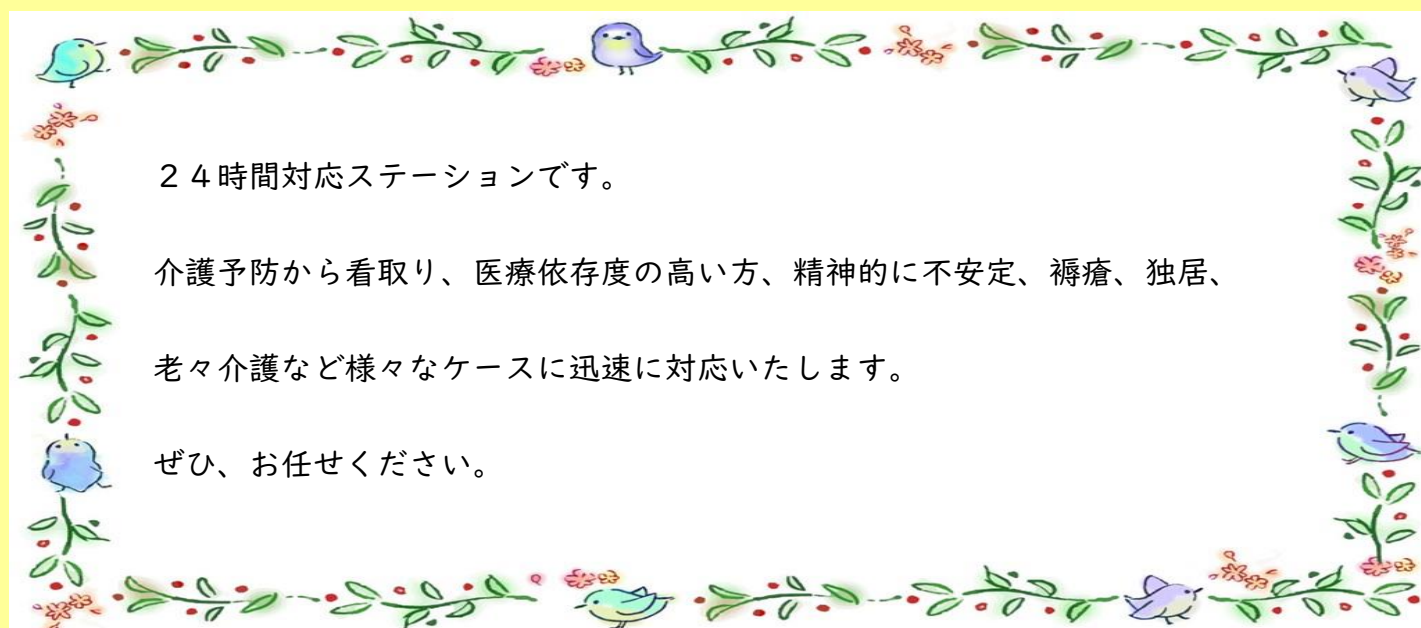 ２４時間対応ステーションです。
介護予防から看取り、医療依存度の高い方、精神的に不安定、褥瘡、独居、
老々介護など様々なケースに迅速に対応いたします。
ぜひ、お任せください。